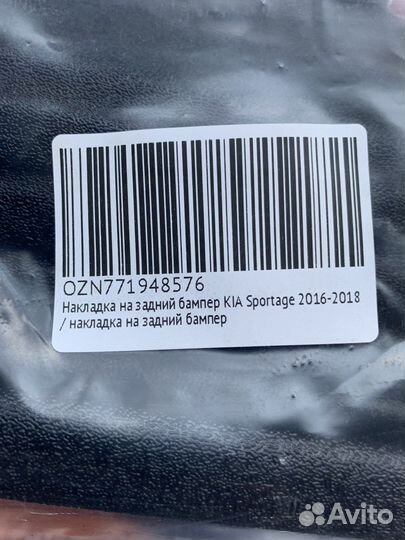 OZN771948576
Накладка на задний бампер KIA Sportage 2016-2018
/ накладка на задний бампер
Avito